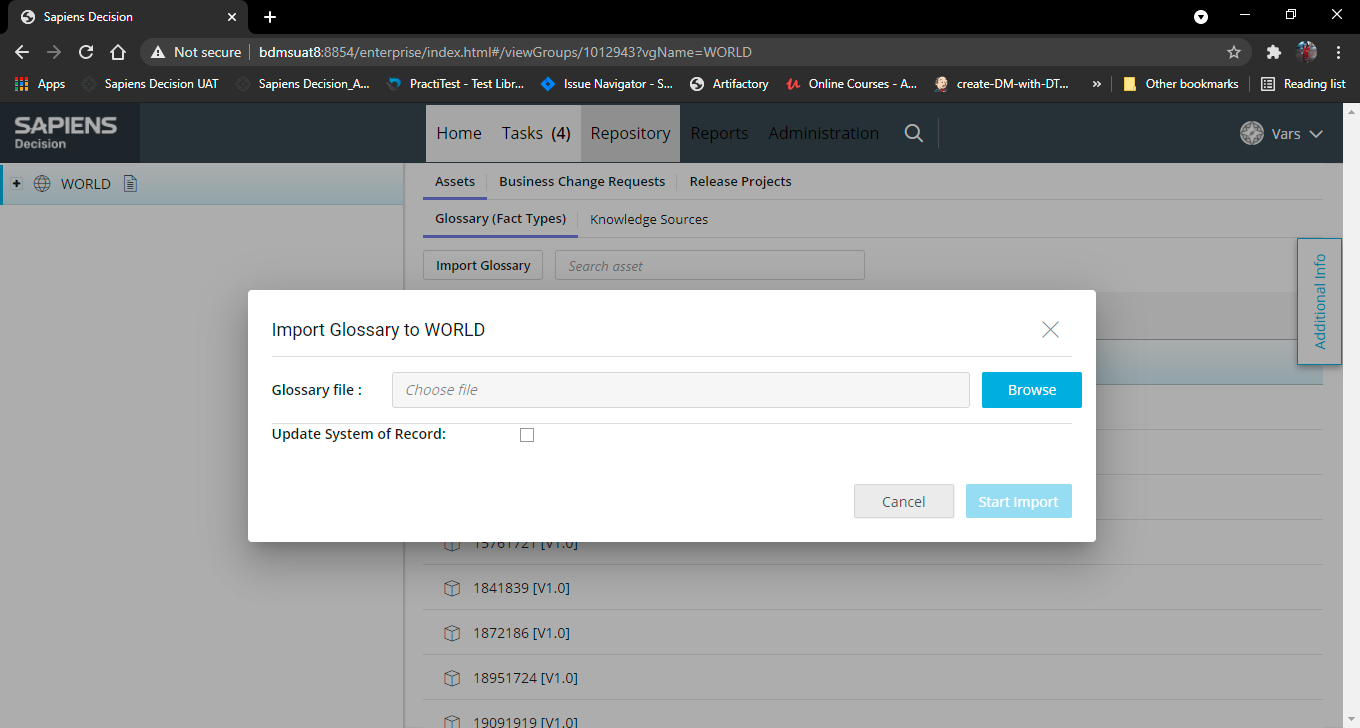 Sapiens Decision
Not secure bdmsuat8:8854/enterprise/index.html#/viewGroups/1012943?vgName=WORLD
Apps Sapiens Decision UAT Sapiens Decision_A... PractiTest - Test Libr... Issue Navigator - S... Artifactory Online Courses - A... create-DM-with-DT... » Other bookmarks Reading list
SAPIENS
Decision
Home Tasks (4) Repository Reports Administration Vars
WORLD
Assets Business Change Requests Release Projects
Glossary (Fact Types) Knowledge Sources
Import Glossary Search asset
Additional Info
Import Glossary to WORLD
Glossary file : Choose file Browse
Update System of Record:
Cancel Start Import
15761721 [V1.0]
1841839 [V1.0]
1872186 [V1.0]
18951724 [V1.0]
19091919 [V1.0]